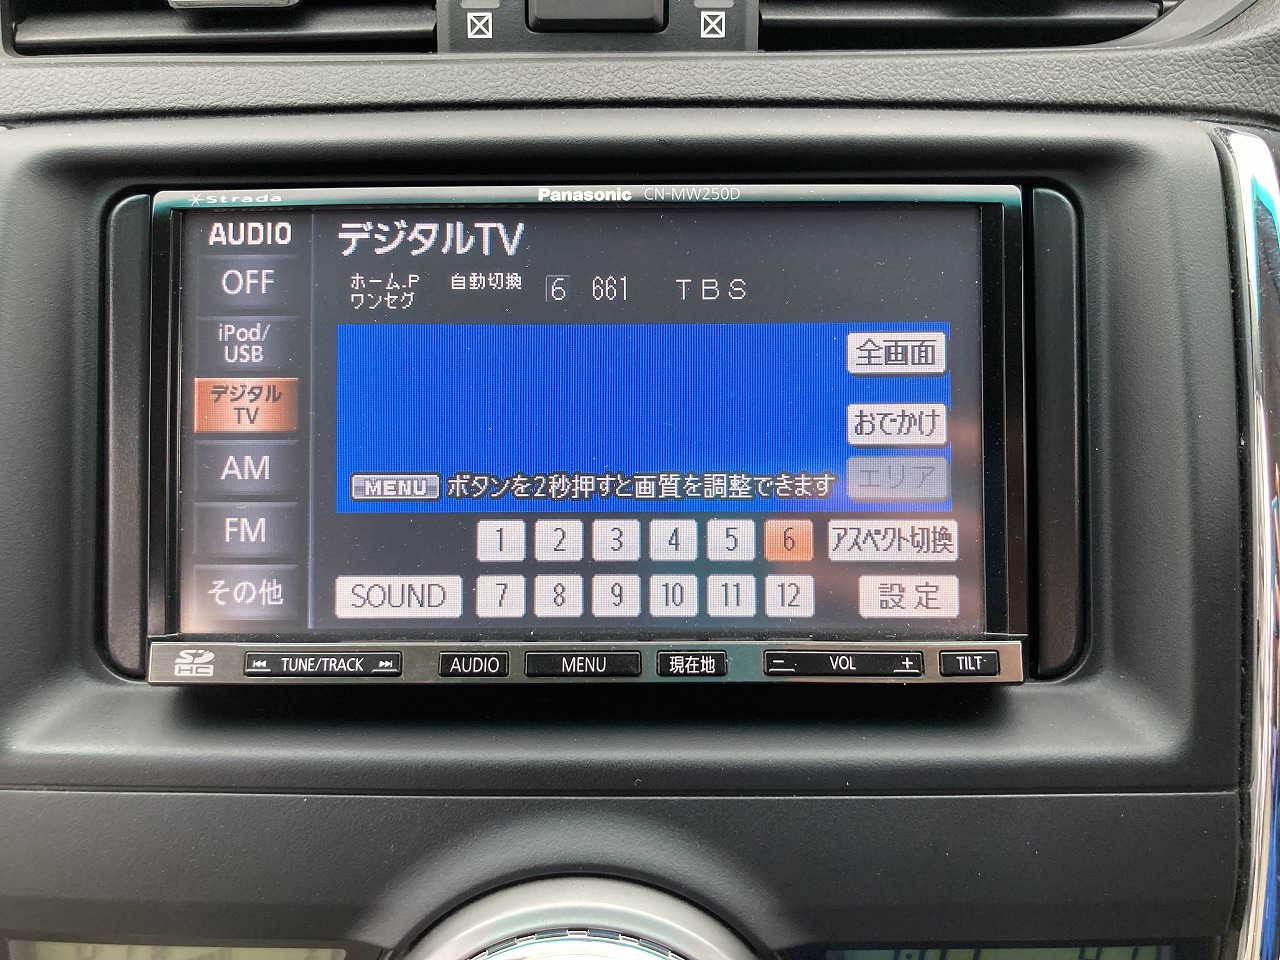 Strada
Panasonic CN-MW250D
AUDIO
OFF
iPod/
USB
デジタル
TV
AM
FM
その他
デジタルTV
ホーム.P 自動切換 6 661 TBS
ワンセグ
全画面
おでかけ
エリア
MENU ボタンを2秒押すと画質を調整できます
1 2 3 4 5 6 アスペクト切換
SOUND 7 8 9 10 11 12 設定
SD HC TUNE/TRACK AUDIO MENU 現在地 − VOL + TILT